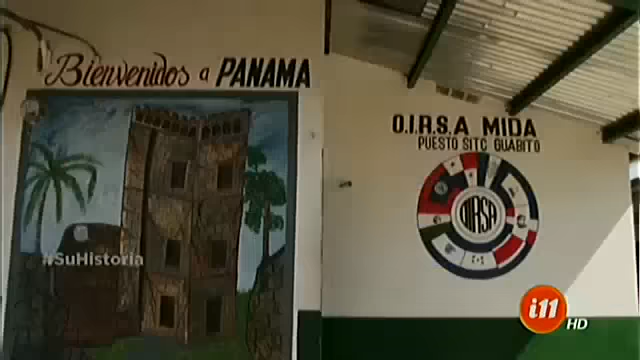 Bienvenidos a PANAMA
O.I.R.S.A MIDA
PUESTO SITC GUABITO
OIRSA
#SuHistoria
i11
HD